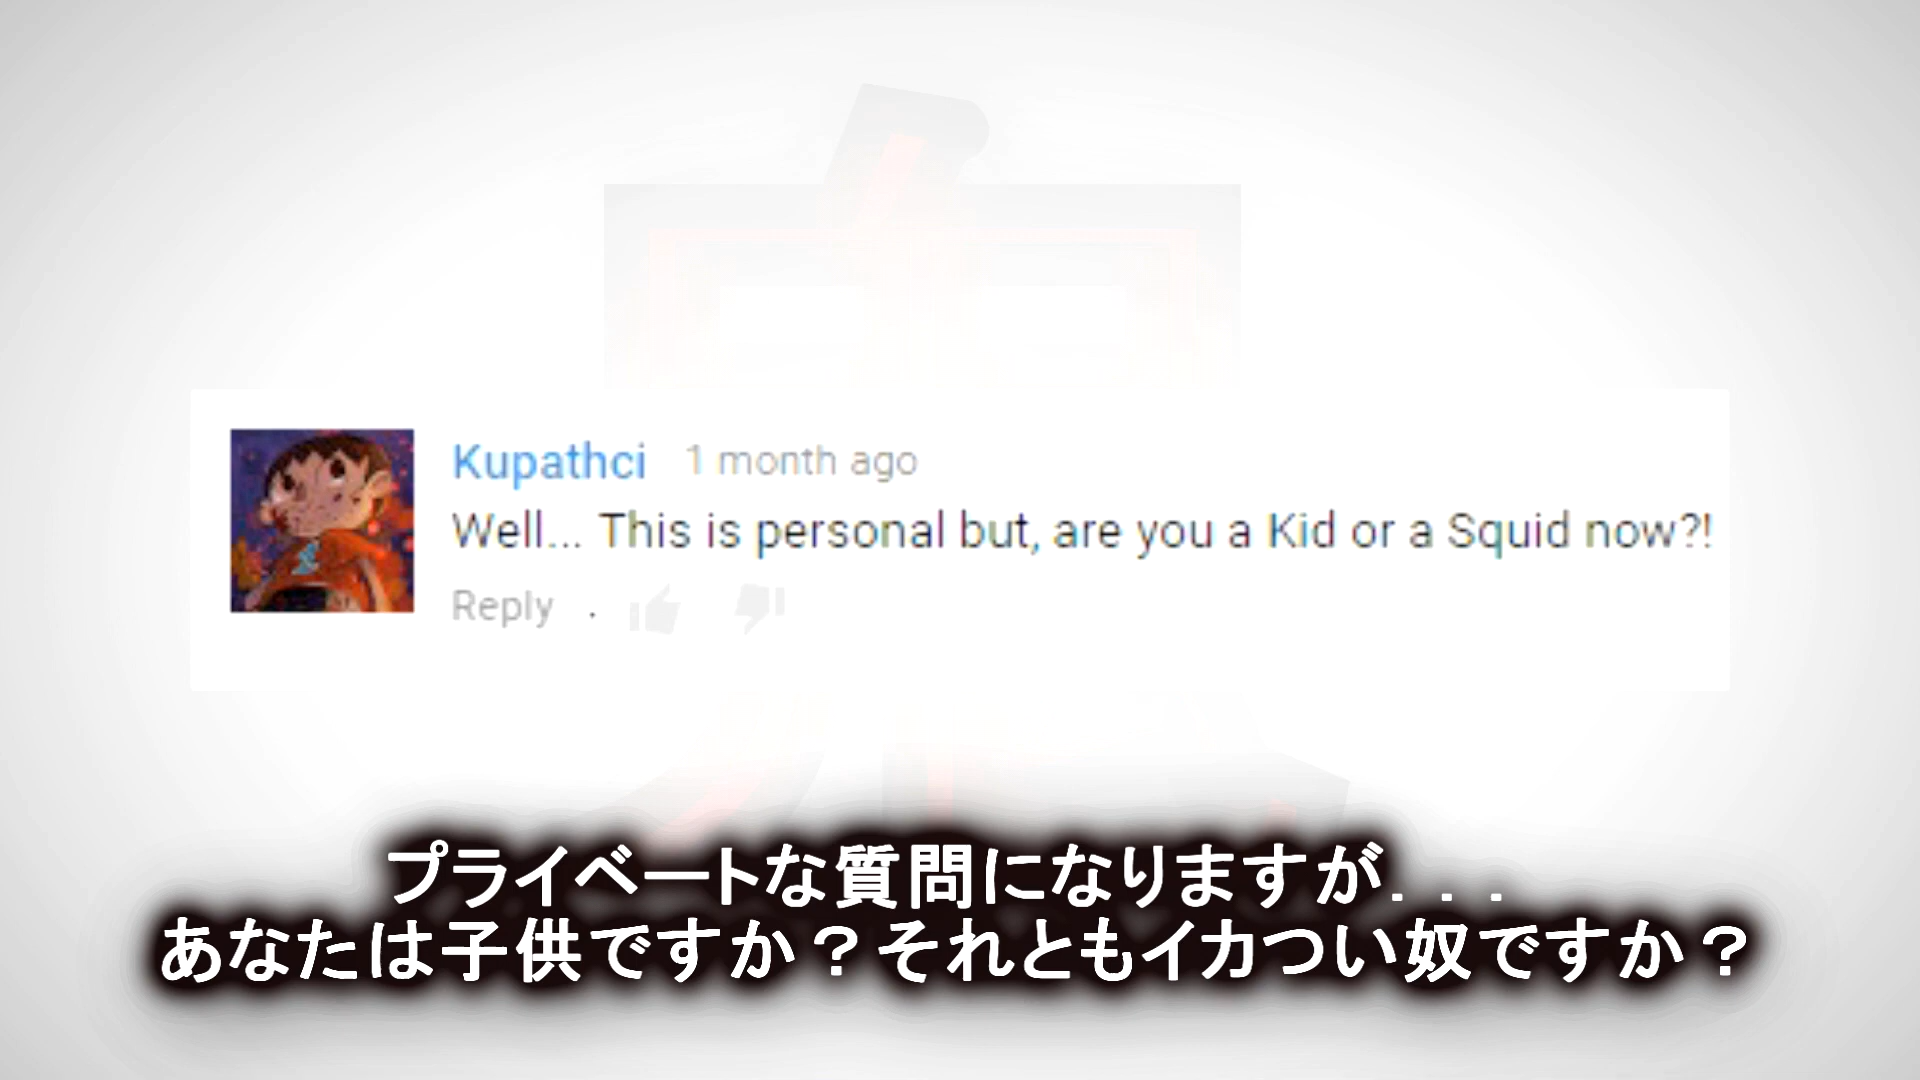 Kupathci 1 month ago
Well... This is personal but, are you a Kid or a Squid now?!
Reply .
プライベートな質問になりますが．．．
あなたは子供ですか？それともイカつい奴ですか？